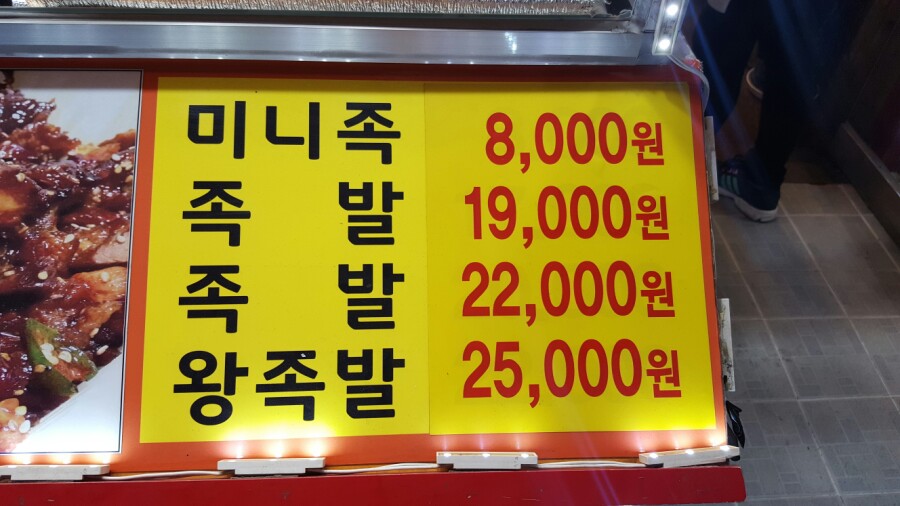 미니족 8,000원
족발 19,000원
족발 22,000원
왕족발 25,000원